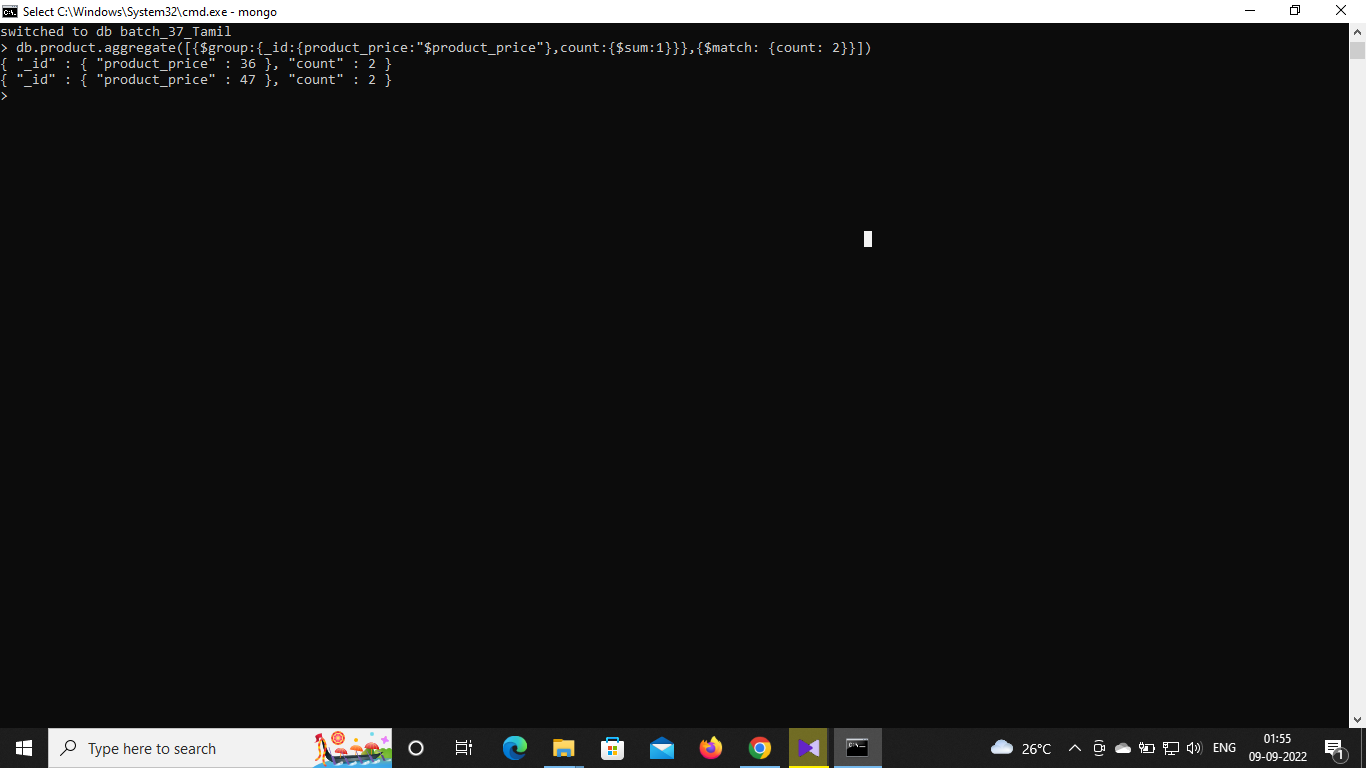 Select C:\Windows\System32\cmd.exe - mongo
switched to db batch_37_Tamil
> db.product.aggregate([{$group:{_id:{product_price:"$product_price"},count:{$sum:1}}},{$match: {count: 2}}])
{ "_id" : { "product_price" : 36 }, "count" : 2 }
{ "_id" : { "product_price" : 47 }, "count" : 2 }
>
Type here to search
26°C
ENG
01:55
09-09-2022
1